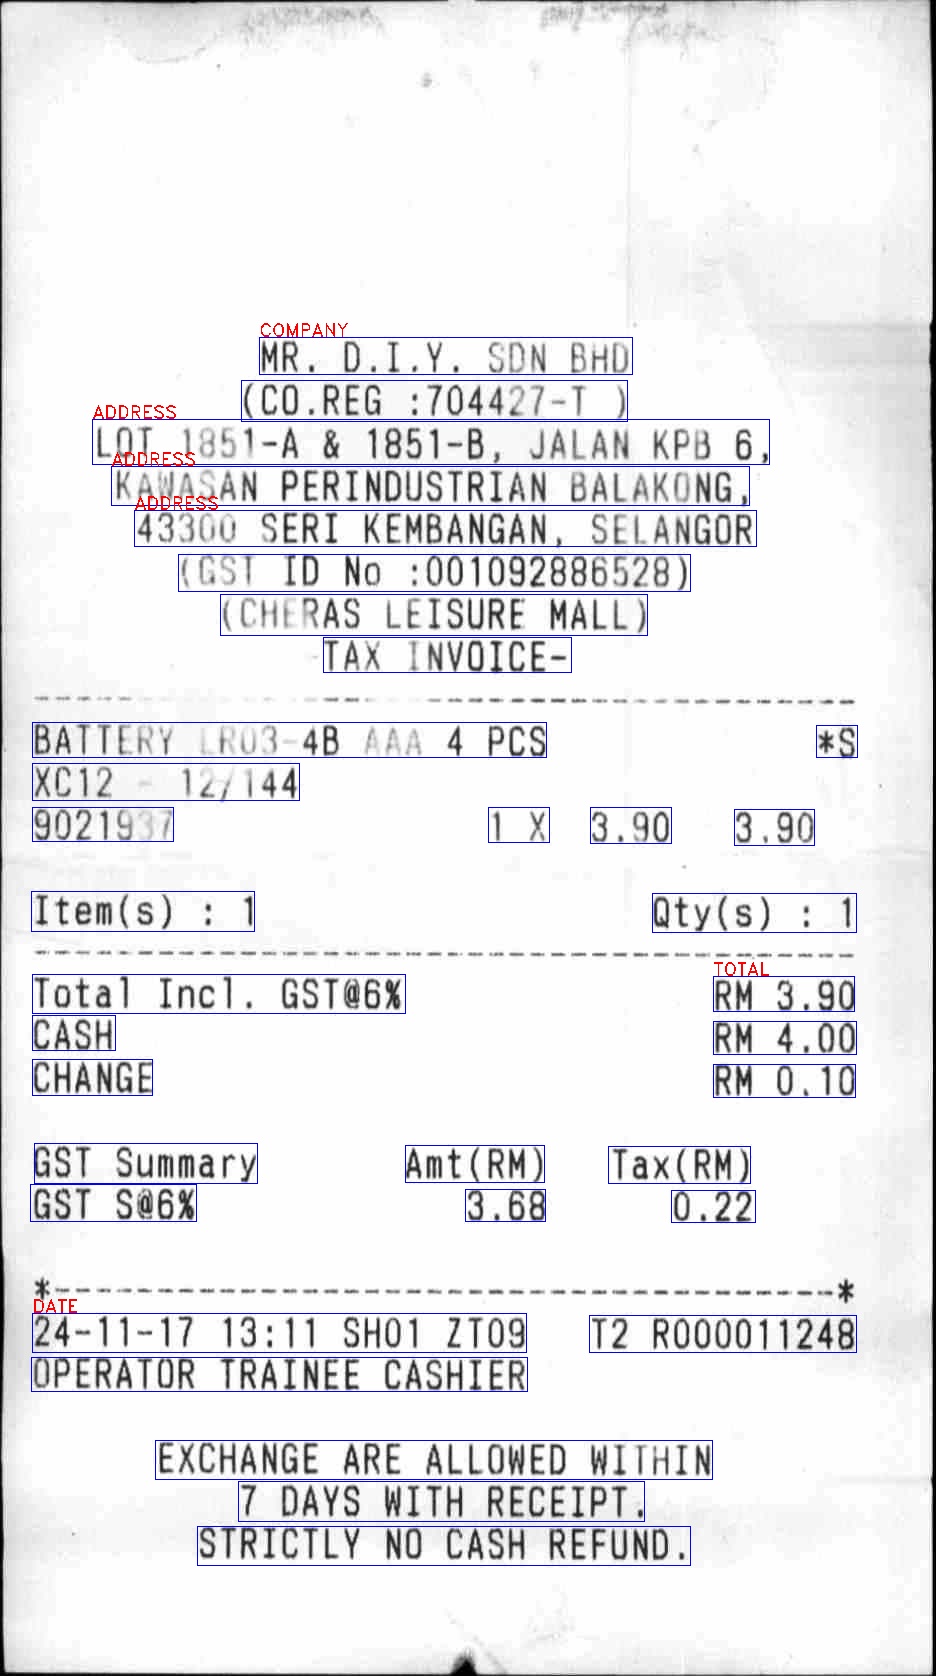 COMPANY
MR. D.I.Y. SDN BHD
(CO.REG :704427-T )
ADDRESS
LOT 1851-A & 1851-B, JALAN KPB 6,
ADDRESS
KAWASAN PERINDUSTRIAN BALAKONG,
ADDRESS
43300 SERI KEMBANGAN, SELANGOR
(GST ID No :001092886528)
(CHERAS LEISURE MALL)
-TAX INVOICE-
BATTERY LR03-4B AAA 4 PCS *S
XC12 - 12/144
9021937 1 X 3.90 3.90
Item(s) : 1 Qty(s) : 1
TOTAL
Total Incl. GST@6% RM 3.90
CASH RM 4.00
CHANGE RM 0.10
GST Summary Amt(RM) Tax(RM)
GST S@6% 3.68 0.22
*--------------------------------------*
DATE
24-11-17 13:11 SH01 ZT09 T2 R000011248
OPERATOR TRAINEE CASHIER
EXCHANGE ARE ALLOWED WITHIN
7 DAYS WITH RECEIPT.
STRICTLY NO CASH REFUND.